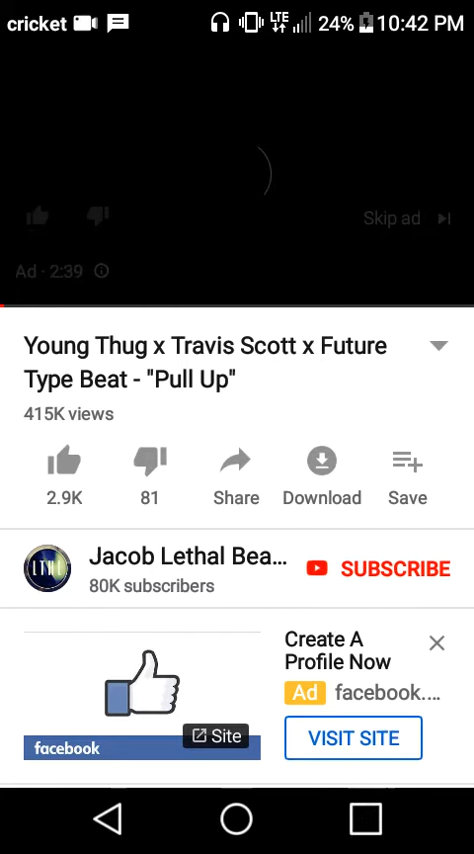 cricket LTE 24% 10:42 PM
Skip ad
Ad · 2:39
Young Thug x Travis Scott x Future
Type Beat - "Pull Up"
415K views
2.9K 81 Share Download Save
LTHL
Jacob Lethal Bea...
80K subscribers
SUBSCRIBE
facebook
Site
Create A
Profile Now
Ad facebook....
VISIT SITE